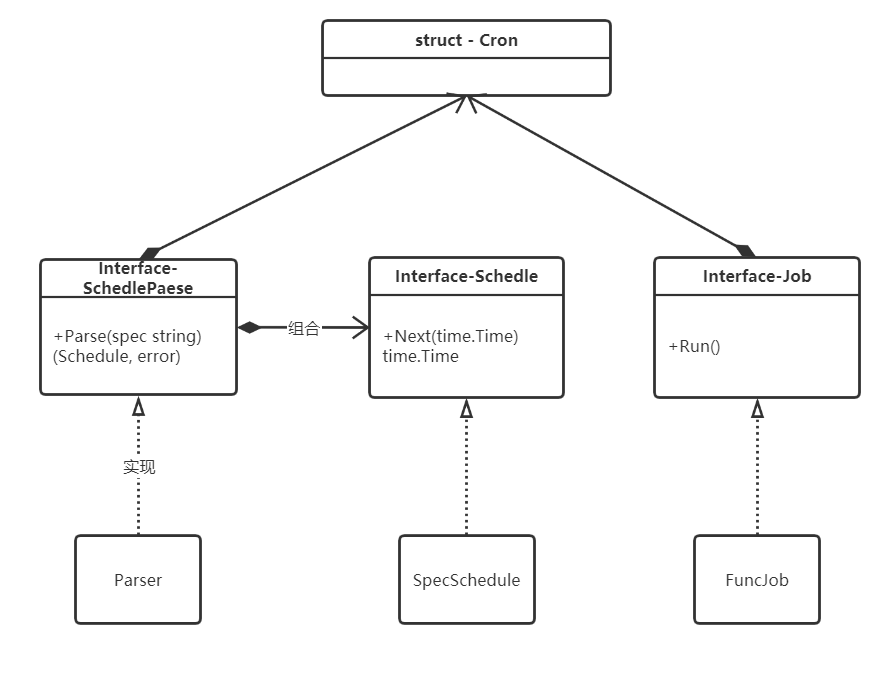 struct - Cron
Interface-
SchedlePaese
+Parse(spec string)
(Schedule, error)
组合
Interface-Schedle
+Next(time.Time)
time.Time
Interface-Job
+Run()
实现
Parser
SpecSchedule
FuncJob